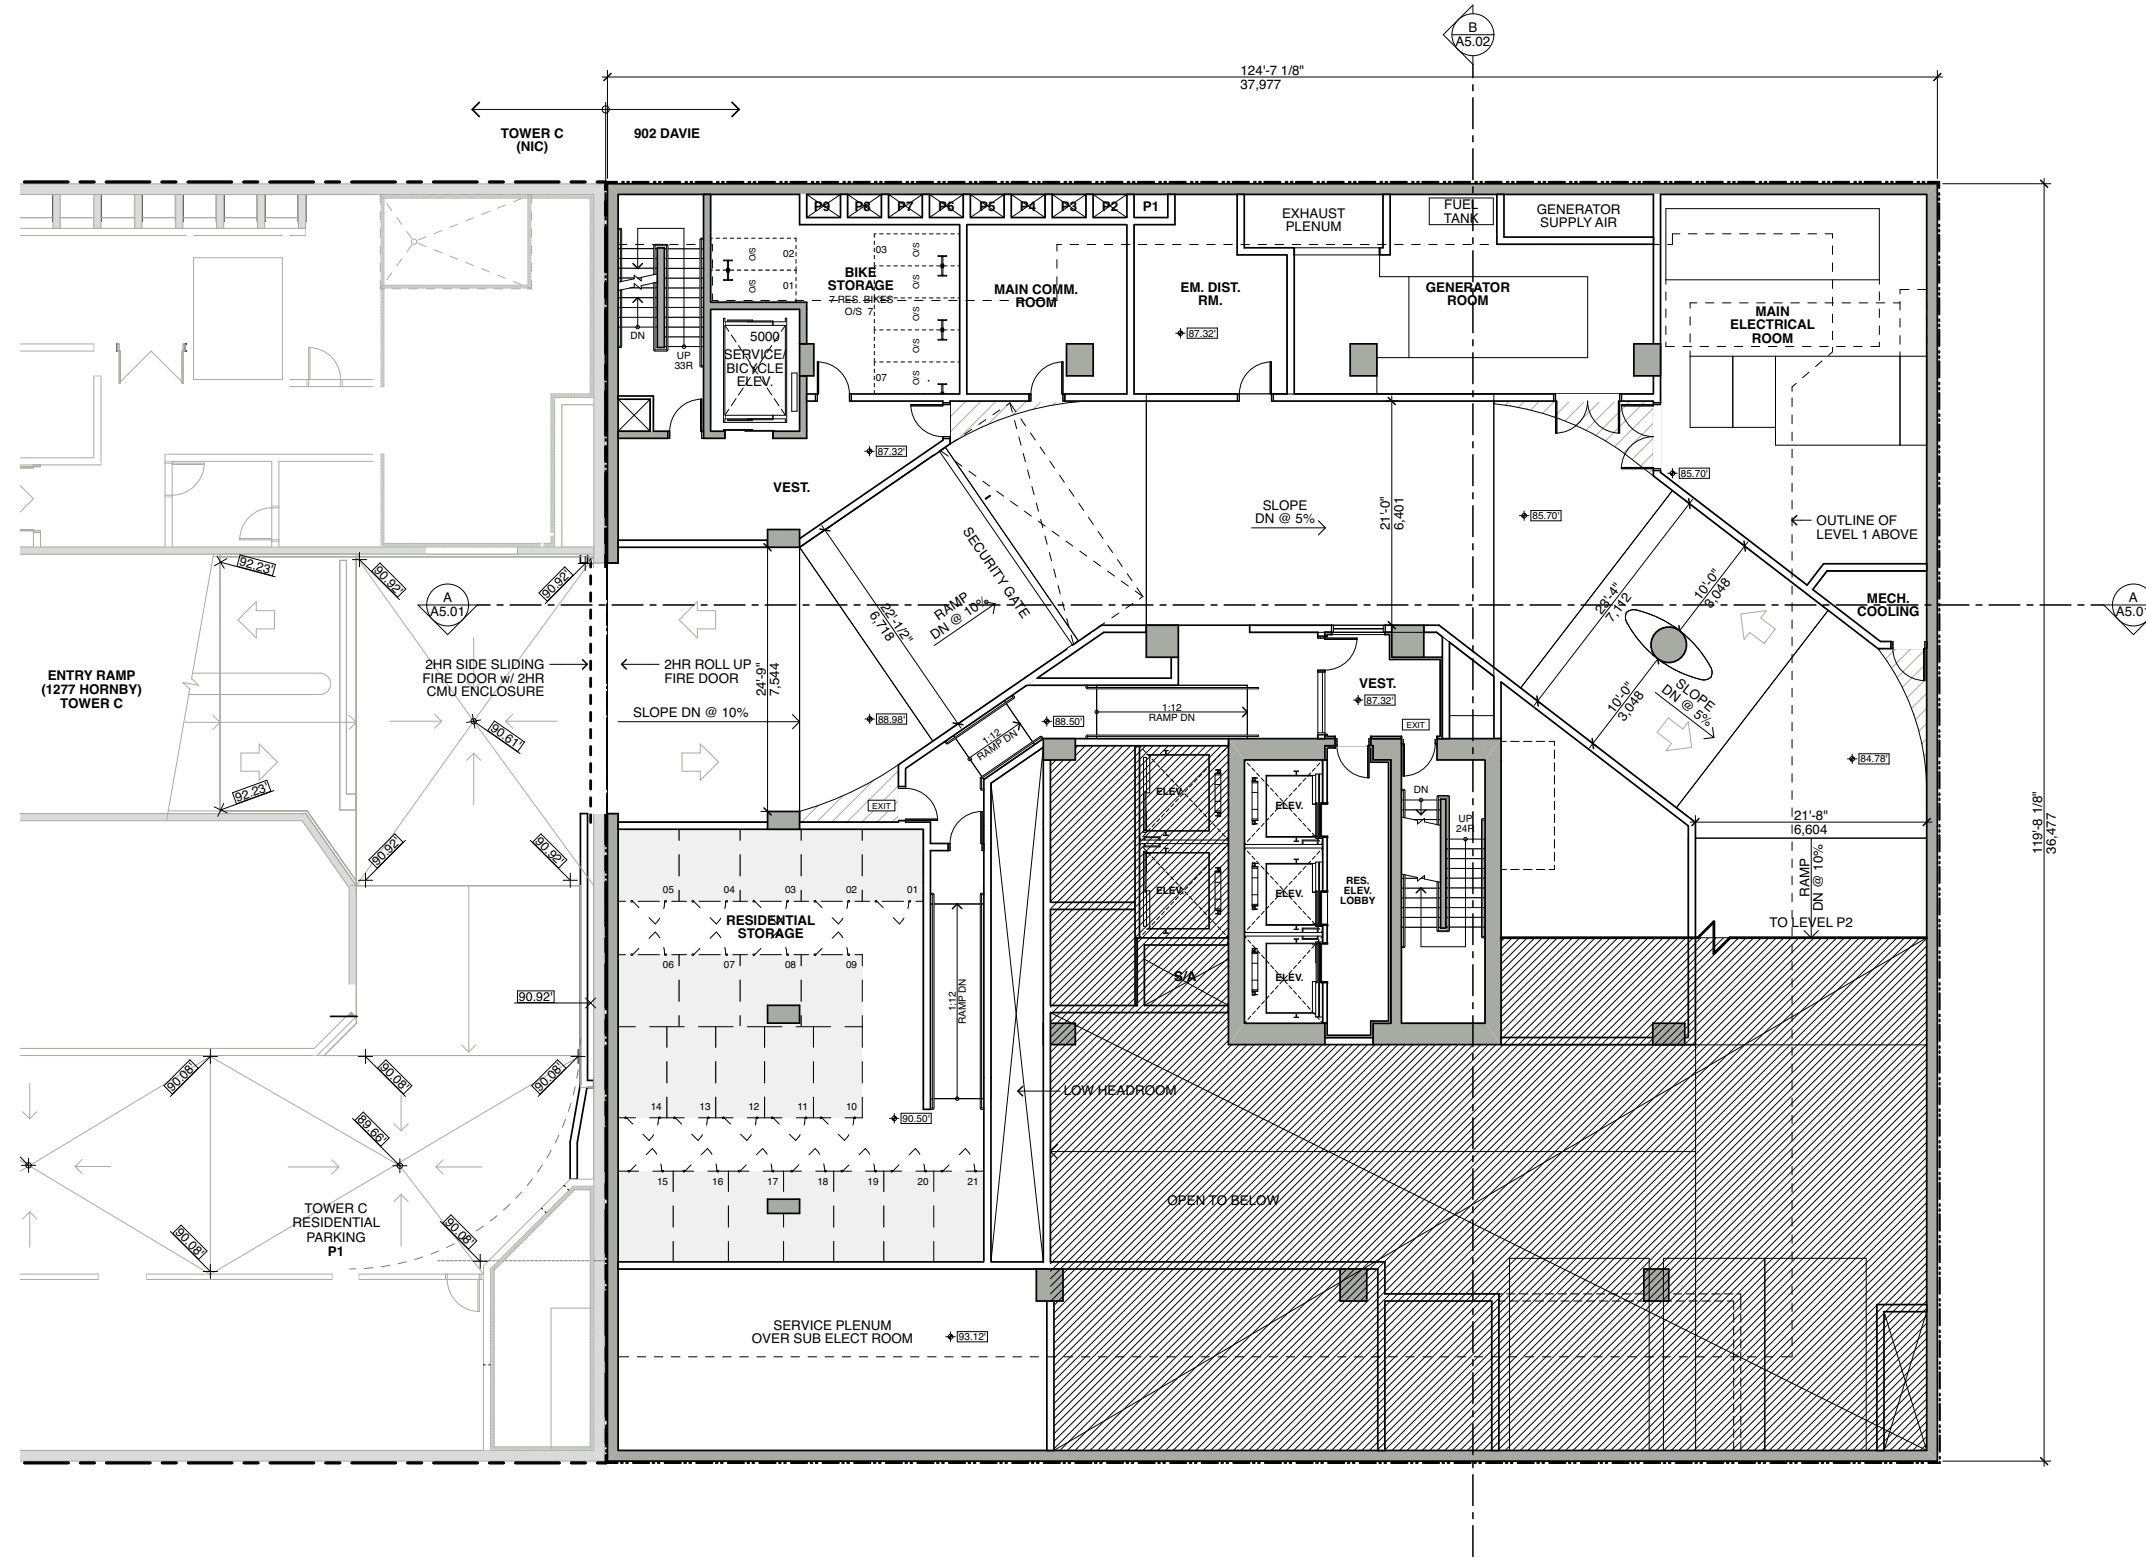 B
A5.02
124'-7 1/8"
37,977
TOWER C
(NIC)
902 DAVIE
P9
P8
P7
P6
P5
P4
P3
P2
P1
EXHAUST
PLENUM
FUEL
TANK
GENERATOR
SUPPLY AIR
O/S
02
O/S
01
03
O/S
O/S
O/S
O/S
07
O/S
BIKE
STORAGE
7 RES. BIKES
O/S 7
MAIN COMM.
ROOM
EM. DIST.
RM.
87.32'
GENERATOR
ROOM
MAIN
ELECTRICAL
ROOM
DN
UP
33R
5000
SERVICE/
BICYCLE
ELEV.
87.32'
VEST.
SLOPE
DN @ 5%
21'-0"
6,401
85.70'
85.70'
OUTLINE OF
LEVEL 1 ABOVE
SECURITY GATE
RAMP
DN @ 10%
22'-1/2"
6,718
23'-4"
7,112
10'-0"
3,048
10'-0"
3,048
SLOPE
DN @ 5%
MECH.
COOLING
A
A5.01
A
A5.01
92.23'
90.92'
90.92'
ENTRY RAMP
(1277 HORNBY)
TOWER C
2HR SIDE SLIDING
FIRE DOOR w/ 2HR
CMU ENCLOSURE
2HR ROLL UP
FIRE DOOR
24'-9"
7,544
SLOPE DN @ 10%
88.98'
90.61'
92.23'
90.92'
90.92'
1:12
RAMP DN
88.50'
1:12
RAMP DN
VEST.
87.32'
EXIT
84.78'
EXIT
ELEV.
ELEV.
ELEV.
ELEV.
ELEV.
S/A
RES.
ELEV.
LOBBY
DN
UP
24R
21'-8"
6,604
RAMP
DN @ 10%
TO LEVEL P2
119'-8 1/8"
36,477
05
04
03
02
01
RESIDENTIAL
STORAGE
06
07
08
09
1:12
RAMP DN
90.92'
14
13
12
11
10
90.50'
LOW HEADROOM
15
16
17
18
19
20
21
OPEN TO BELOW
90.08'
90.08'
90.08'
89.66'
90.08'
90.08'
TOWER C
RESIDENTIAL
PARKING
P1
SERVICE PLENUM
OVER SUB ELECT ROOM
93.12'